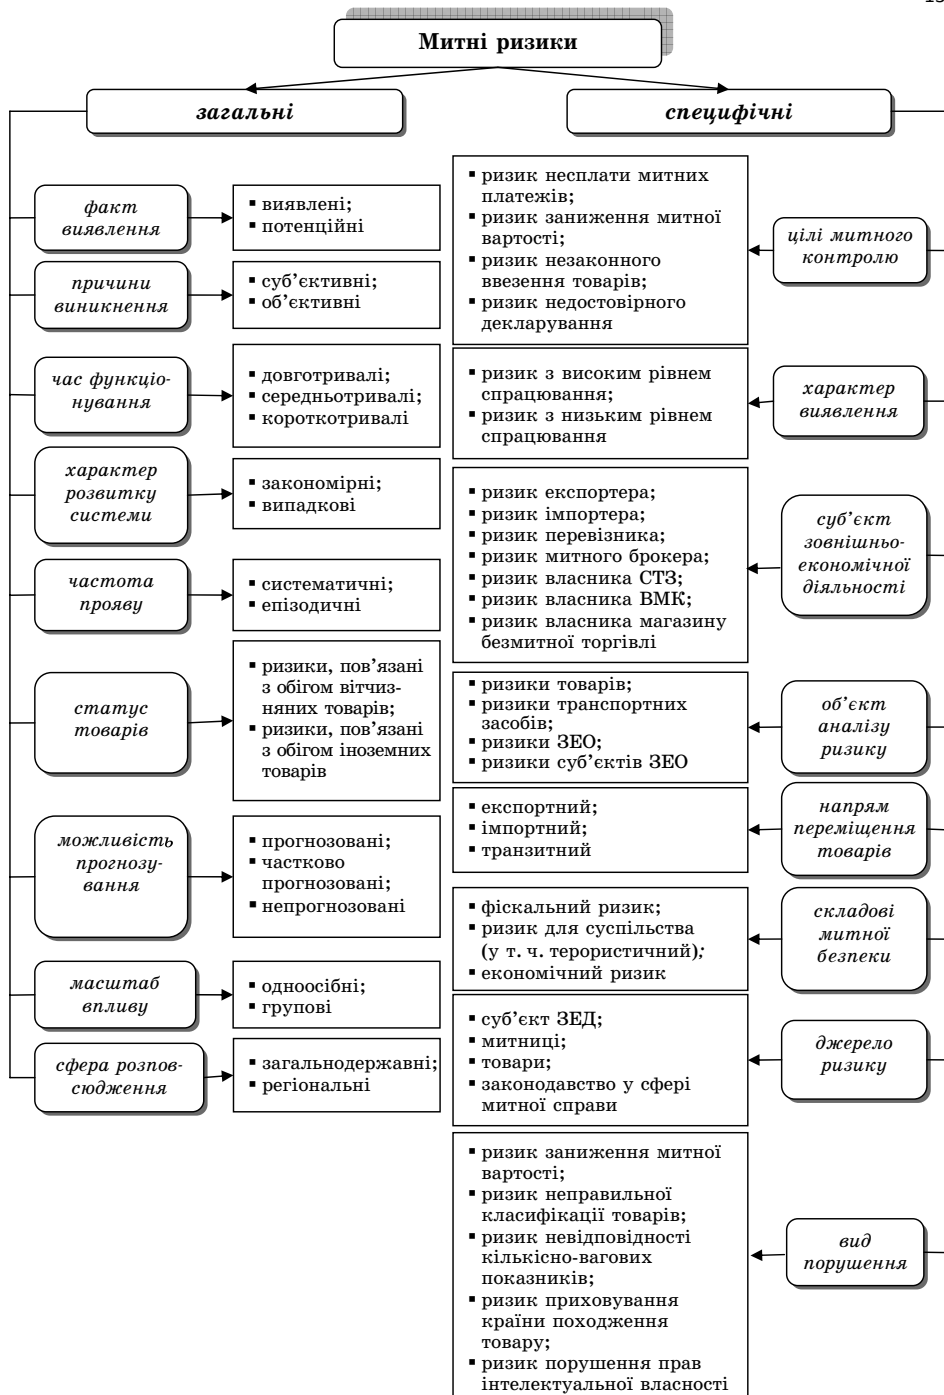 Митні ризики
загальні
специфічні
факт
виявлення
▪ виявлені;
▪ потенційні
причини
виникнення
▪ суб’єктивні;
▪ об’єктивні
час функціо-
нування
▪ довготривалі;
▪ середньотривалі;
▪ короткотривалі
характер
розвитку
системи
▪ закономірні;
▪ випадкові
частота
прояву
▪ систематичні;
▪ епізодичні
статус
товарів
▪ ризики, пов’язані
з обігом вітчиз-
няних товарів;
▪ ризики, пов’язані
з обігом іноземних
товарів
можливість
прогнозу-
вання
▪ прогнозовані;
▪ частково
прогнозовані;
▪ непрогнозовані
масштаб
впливу
▪ одноосібні;
▪ групові
сфера розпов-
сюдження
▪ загальнодержавні;
▪ регіональні
▪ ризик несплати митних
платежів;
▪ ризик заниження митної
вартості;
▪ ризик незаконного
ввезення товарів;
▪ ризик недостовірного
декларування
цілі митного
контролю
▪ ризик з високим рівнем
спрацювання;
▪ ризик з низьким рівнем
спрацювання
характер
виявлення
▪ ризик експортера;
▪ ризик імпортера;
▪ ризик перевізника;
▪ ризик митного брокера;
▪ ризик власника СТЗ;
▪ ризик власника ВМК;
▪ ризик власника магазину
безмитної торгівлі
суб’єкт
зовнішньо-
економічної
діяльності
▪ ризики товарів;
▪ ризики транспортних
засобів;
▪ ризики ЗЕО;
▪ ризики суб’єктів ЗЕО
об’єкт
аналізу
ризику
▪ експортний;
▪ імпортний;
▪ транзитний
напрям
переміщення
товарів
▪ фіскальний ризик;
▪ ризик для суспільства
(у т. ч. терористичний);
▪ економічний ризик
складові
митної
безпеки
▪ суб’єкт ЗЕД;
▪ митниці;
▪ товари;
▪ законодавство у сфері
митної справи
джерело
ризику
▪ ризик заниження митної
вартості;
▪ ризик неправильної
класифікації товарів;
▪ ризик невідповідності
кількісно-вагових
показників;
▪ ризик приховування
країни походження
товару;
▪ ризик порушення прав
інтелектуальної власності
вид
порушення